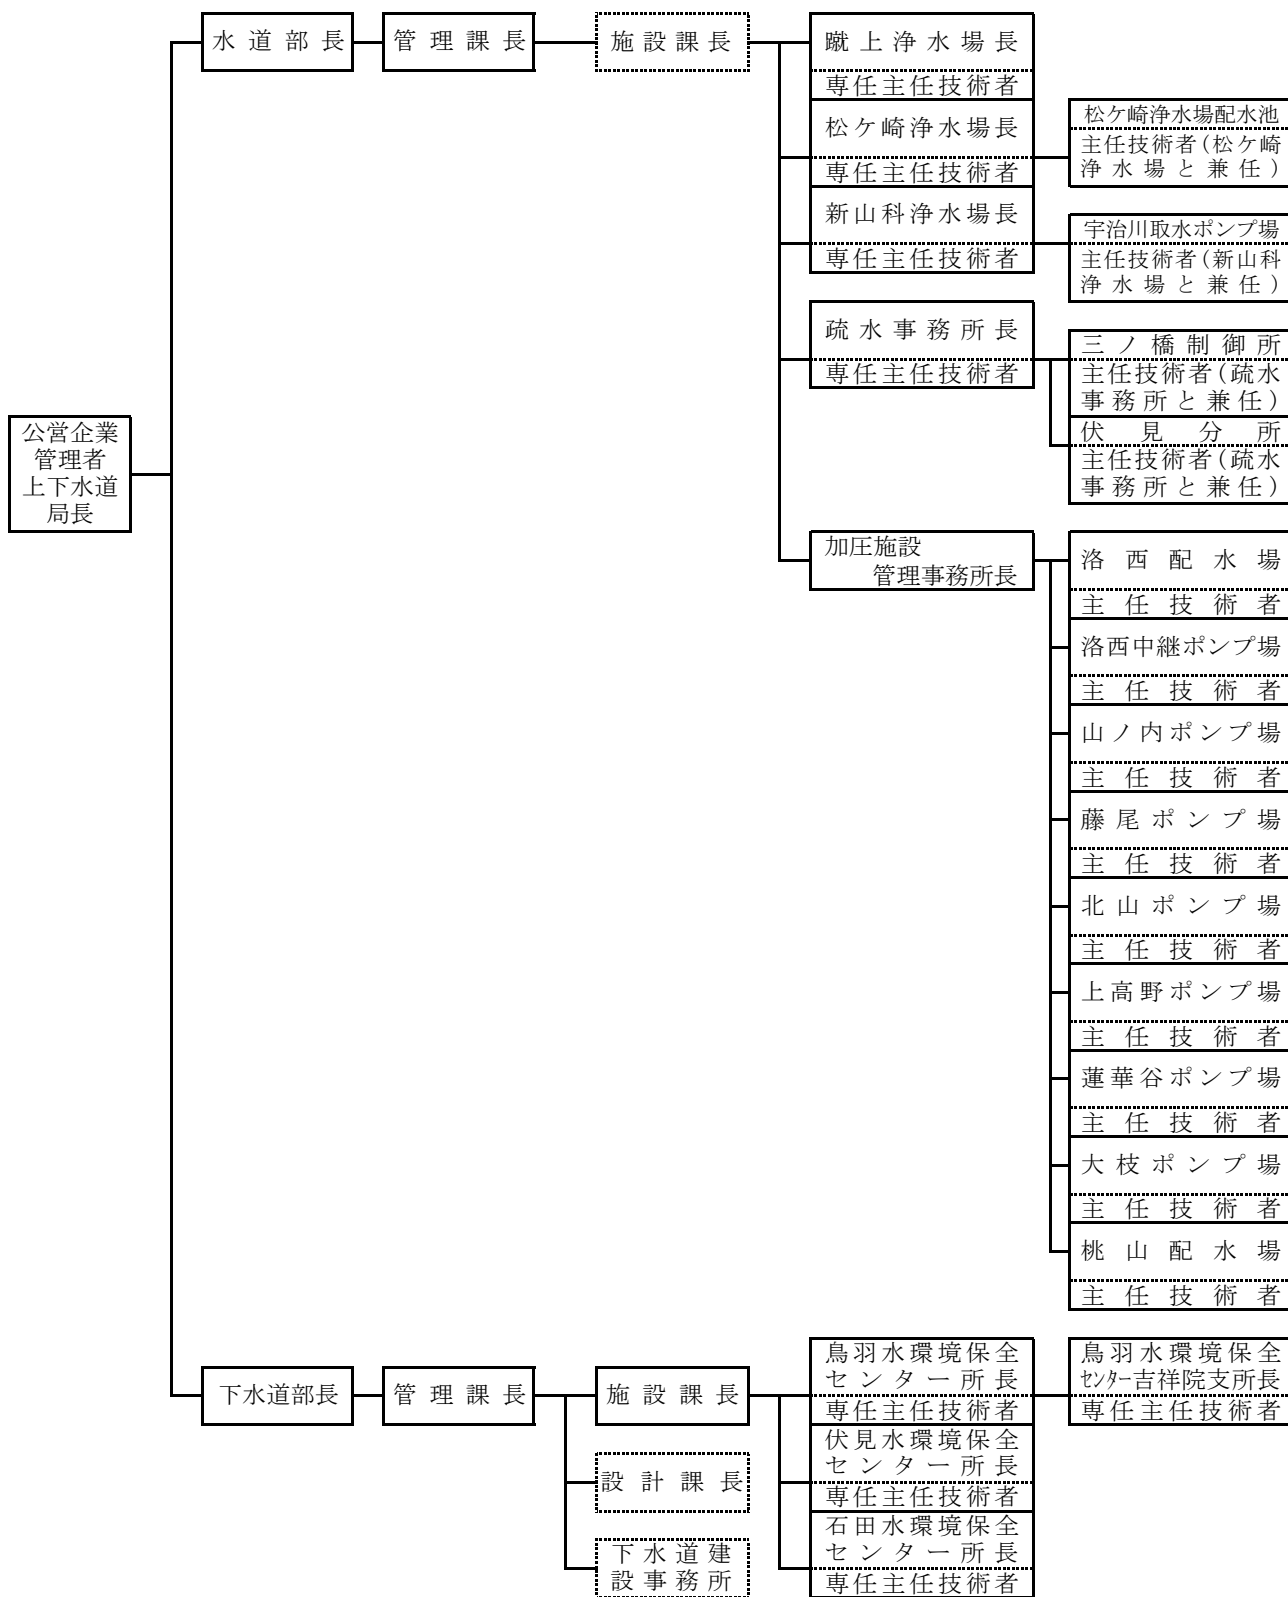 公営企業
管理者
上下水道
局長
水道部長
管理課長
施設課長
蹴上浄水場長
専任主任技術者
松ケ崎浄水場長
専任主任技術者
松ケ崎浄水場配水池
主任技術者(松ケ崎
浄水場と兼任)
新山科浄水場長
専任主任技術者
宇治川取水ポンプ場
主任技術者(新山科
浄水場と兼任)
疏水事務所長
専任主任技術者
三ノ橋制御所
主任技術者(疏水
事務所と兼任)
伏見分所
主任技術者(疏水
事務所と兼任)
加圧施設
管理事務所長
洛西配水場
主任技術者
洛西中継ポンプ場
主任技術者
山ノ内ポンプ場
主任技術者
藤尾ポンプ場
主任技術者
北山ポンプ場
主任技術者
上高野ポンプ場
主任技術者
蓮華谷ポンプ場
主任技術者
大枝ポンプ場
主任技術者
桃山配水場
主任技術者
下水道部長
管理課長
施設課長
鳥羽水環境保全
センター所長
専任主任技術者
鳥羽水環境保全
センター吉祥院支所長
専任主任技術者
伏見水環境保全
センター所長
専任主任技術者
石田水環境保全
センター所長
専任主任技術者
設計課長
下水道建
設事務所